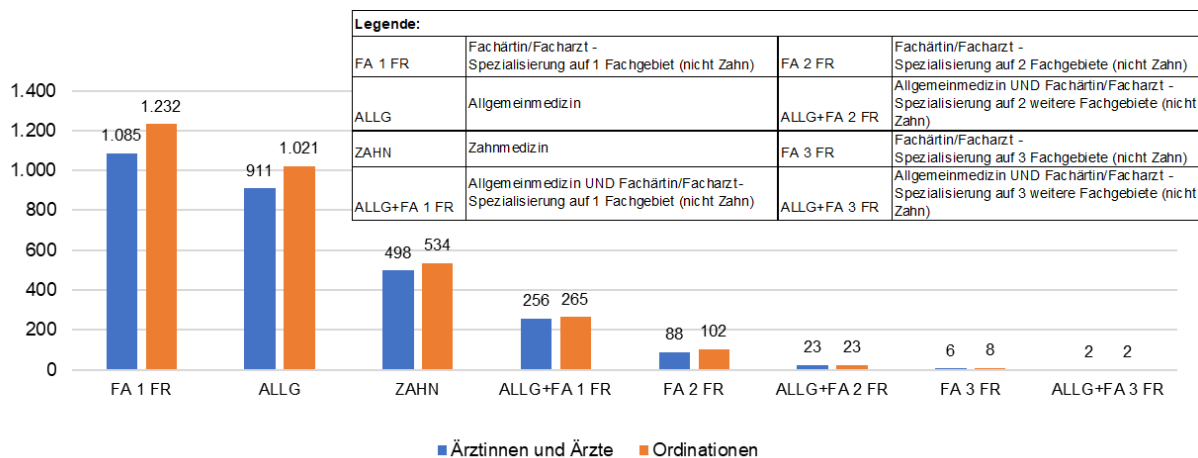 Legende:
FA 1 FR
Fachärtin/Facharzt -
Spezialisierung auf 1 Fachgebiet (nicht Zahn)
FA 2 FR
Fachärtin/Facharzt -
Spezialisierung auf 2 Fachgebiete (nicht Zahn)
ALLG
Allgemeinmedizin
ALLG+FA 2 FR
Allgemeinmedizin UND Fachärtin/Facharzt -
Spezialisierung auf 2 weitere Fachgebiete (nicht
Zahn)
ZAHN
Zahnmedizin
FA 3 FR
Fachärtin/Facharzt -
Spezialisierung auf 3 Fachgebiete (nicht Zahn)
ALLG+FA 1 FR
Allgemeinmedizin UND Fachärtin/Facharzt-
Spezialisierung auf 1 Fachgebiet (nicht Zahn)
ALLG+FA 3 FR
Allgemeinmedizin UND Fachärtin/Facharzt -
Spezialisierung auf 3 weitere Fachgebiete (nicht
Zahn)
1.400
1.200
1.000
800
600
400
200
0
1.085 1.232
911 1.021
498 534
256 265
88 102
23 23
6 8
2 2
FA 1 FR ALLG ZAHN ALLG+FA 1 FR FA 2 FR ALLG+FA 2 FR FA 3 FR ALLG+FA 3 FR
Ärztinnen und Ärzte Ordinationen